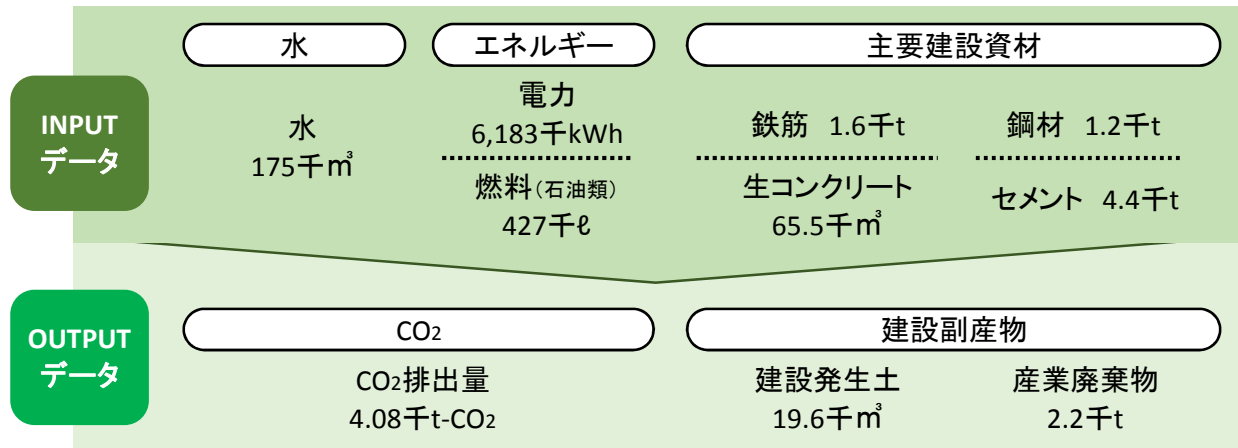 INPUT
データ
水
水
175千㎥
エネルギー
電力
6,183千kWh
燃料(石油類)
427千ℓ
主要建設資材
鉄筋 1.6千t
生コンクリート
65.5千㎥
鋼材 1.2千t
セメント 4.4千t
OUTPUT
データ
CO₂
CO₂排出量
4.08千t-CO₂
建設副産物
建設発生土
19.6千㎥
産業廃棄物
2.2千t